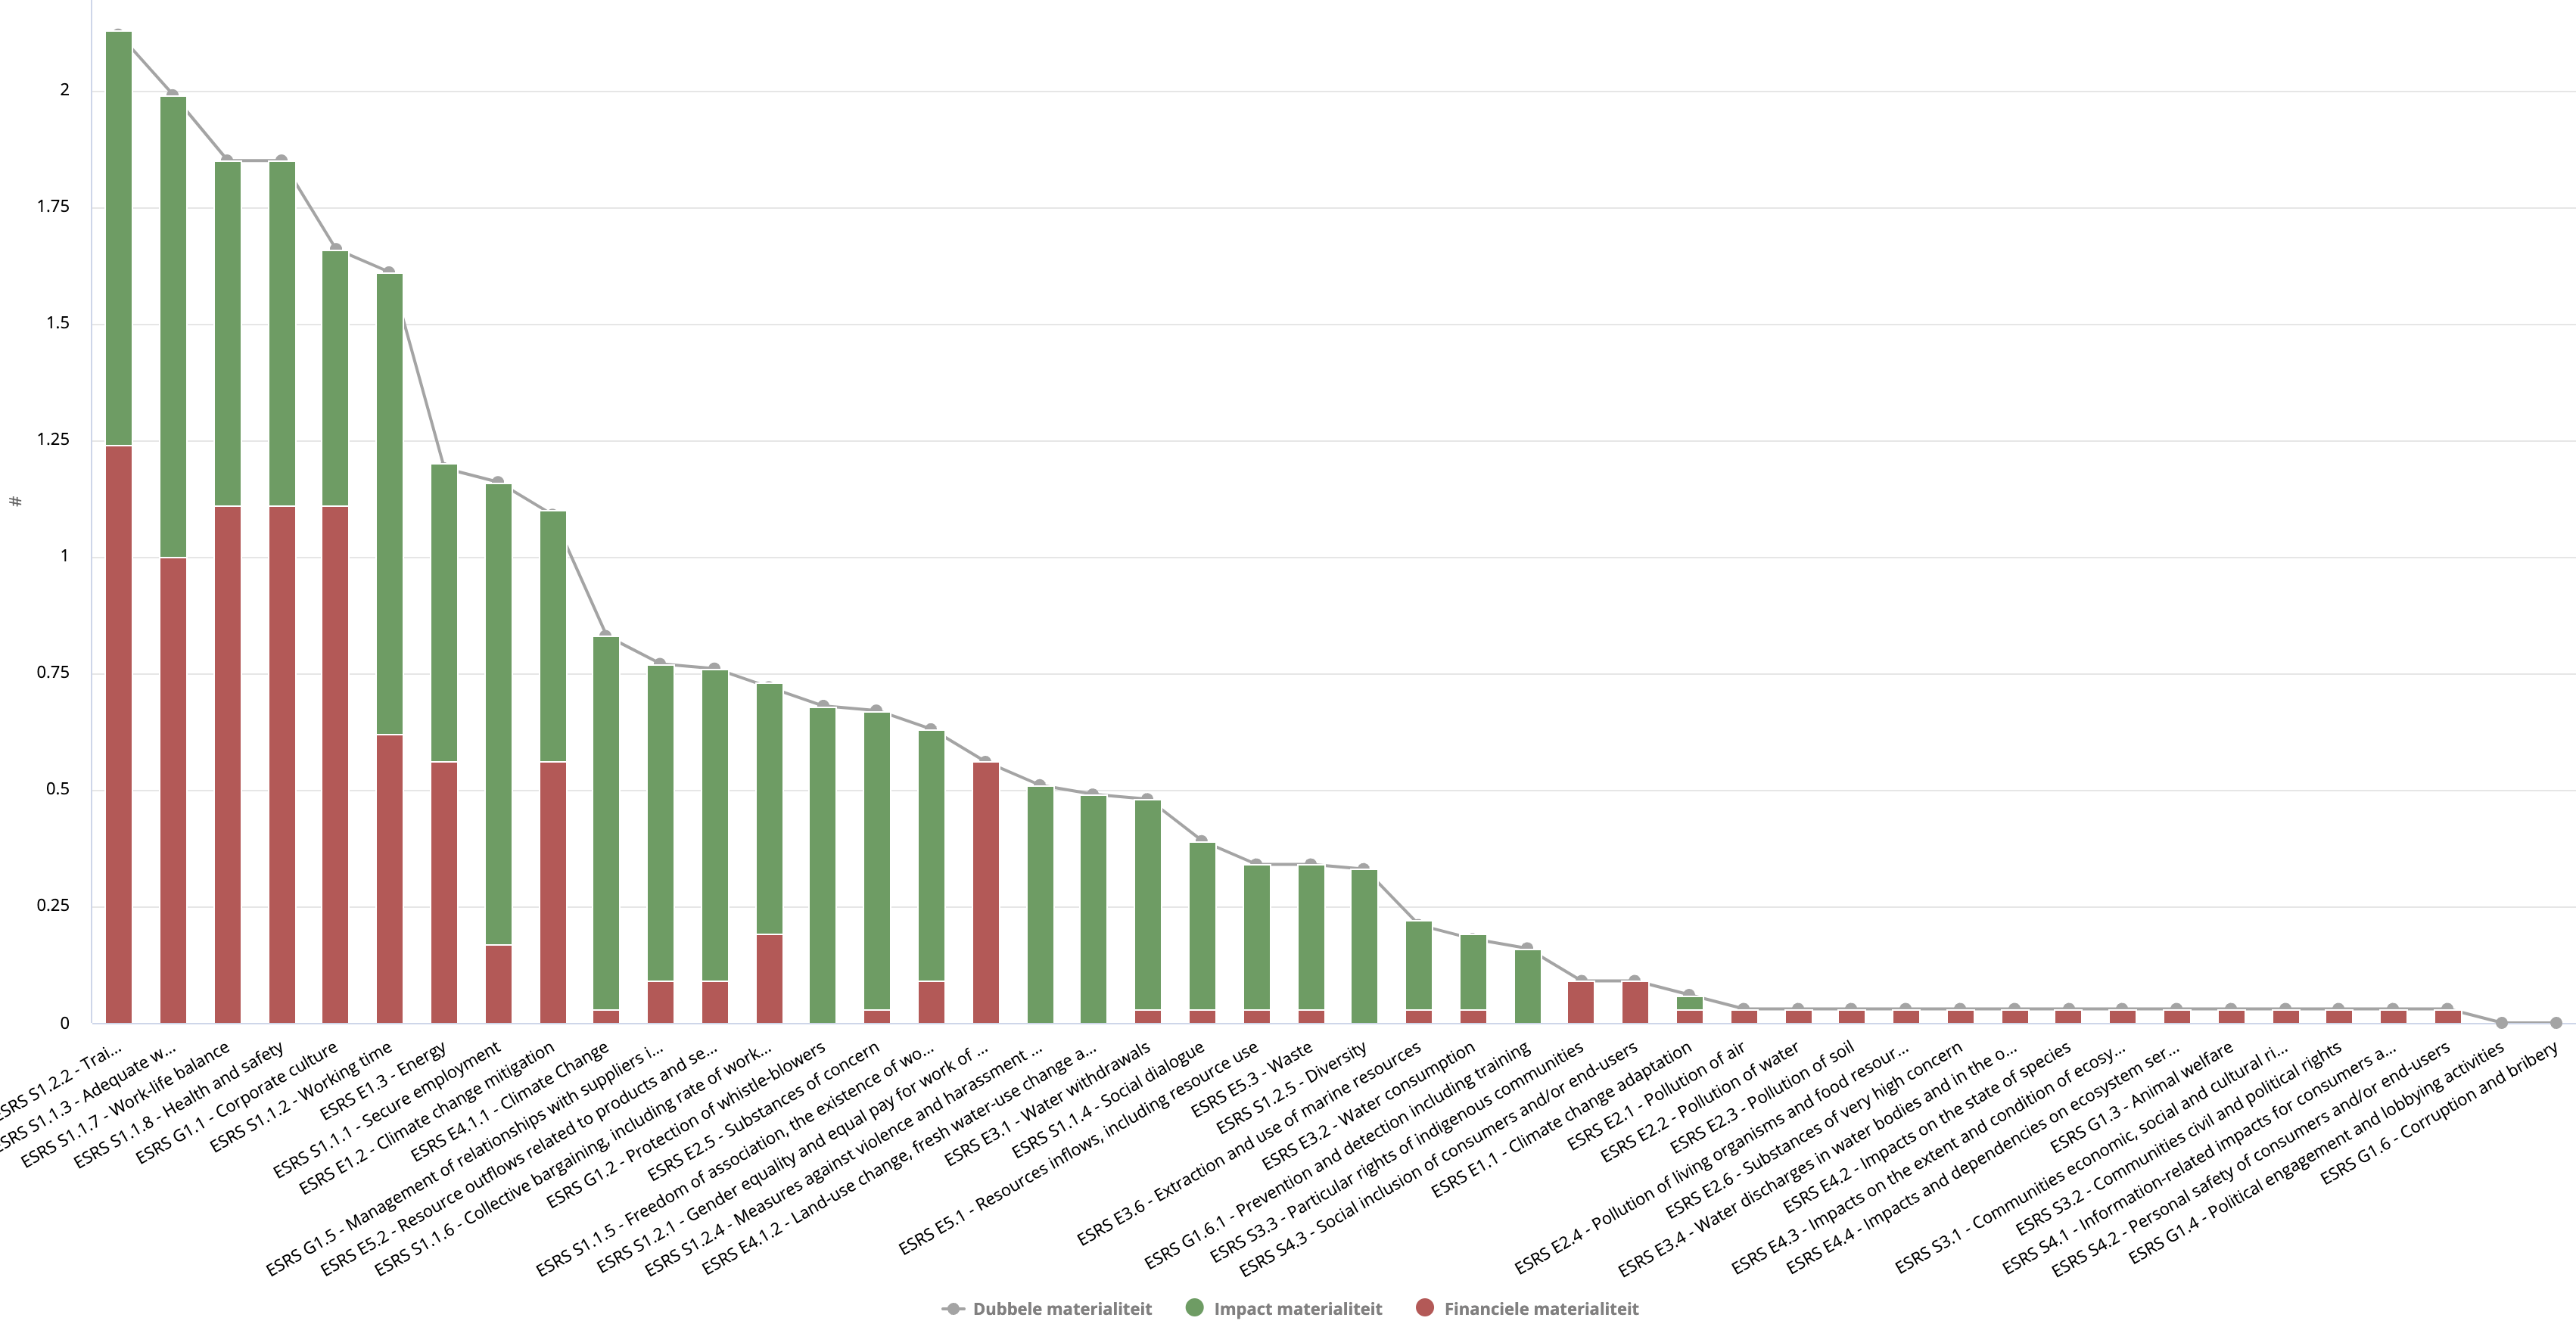 2
1.75
1.5
1.25
1
0.75
0.5
0.25
0
#
ESRS S1.2.2 - Trai...
ESRS S1.1.3 - Adequate w...
ESRS S1.1.7 - Work-life balance
ESRS S1.1.8 - Health and safety
ESRS G1.1 - Corporate culture
ESRS S1.1.2 - Working time
ESRS E1.3 - Energy
ESRS S1.1.1 - Secure employment
ESRS E1.2 - Climate change mitigation
ESRS E4.1.1 - Climate Change
ESRS G1.5 - Management of relationships with suppliers i...
ESRS E5.2 - Resource outflows related to products and se...
ESRS S1.1.6 - Collective bargaining, including rate of work...
ESRS G1.2 - Protection of whistle-blowers
ESRS E2.5 - Substances of concern
ESRS S1.1.5 - Freedom of association, the existence of wo...
ESRS S1.2.1 - Gender equality and equal pay for work of ...
ESRS S1.2.4 - Measures against violence and harassment ...
ESRS E4.1.2 - Land-use change, fresh water-use change a...
ESRS E3.1 - Water withdrawals
ESRS S1.1.4 - Social dialogue
ESRS E5.1 - Resources inflows, including resource use
ESRS E5.3 - Waste
ESRS S1.2.5 - Diversity
ESRS E3.6 - Extraction and use of marine resources
ESRS E3.2 - Water consumption
ESRS G1.6.1 - Prevention and detection including training
ESRS S3.3 - Particular rights of indigenous communities
ESRS S4.3 - Social inclusion of consumers and/or end-users
ESRS E1.1 - Climate change adaptation
ESRS E2.1 - Pollution of air
ESRS E2.2 - Pollution of water
ESRS E2.3 - Pollution of soil
ESRS E2.4 - Pollution of living organisms and food resour...
ESRS E2.6 - Substances of very high concern
ESRS E3.4 - Water discharges in water bodies and in the o...
ESRS E4.2 - Impacts on the state of species
ESRS E4.3 - Impacts on the extent and condition of ecosy...
ESRS E4.4 - Impacts and dependencies on ecosystem ser...
ESRS G1.3 - Animal welfare
ESRS S3.1 - Communities economic, social and cultural ri...
ESRS S3.2 - Communities civil and political rights
ESRS S4.1 - Information-related impacts for consumers a...
ESRS S4.2 - Personal safety of consumers and/or end-users
ESRS G1.4 - Political engagement and lobbying activities
ESRS G1.6 - Corruption and bribery
Dubbele materialiteit
Impact materialiteit
Financiele materialiteit